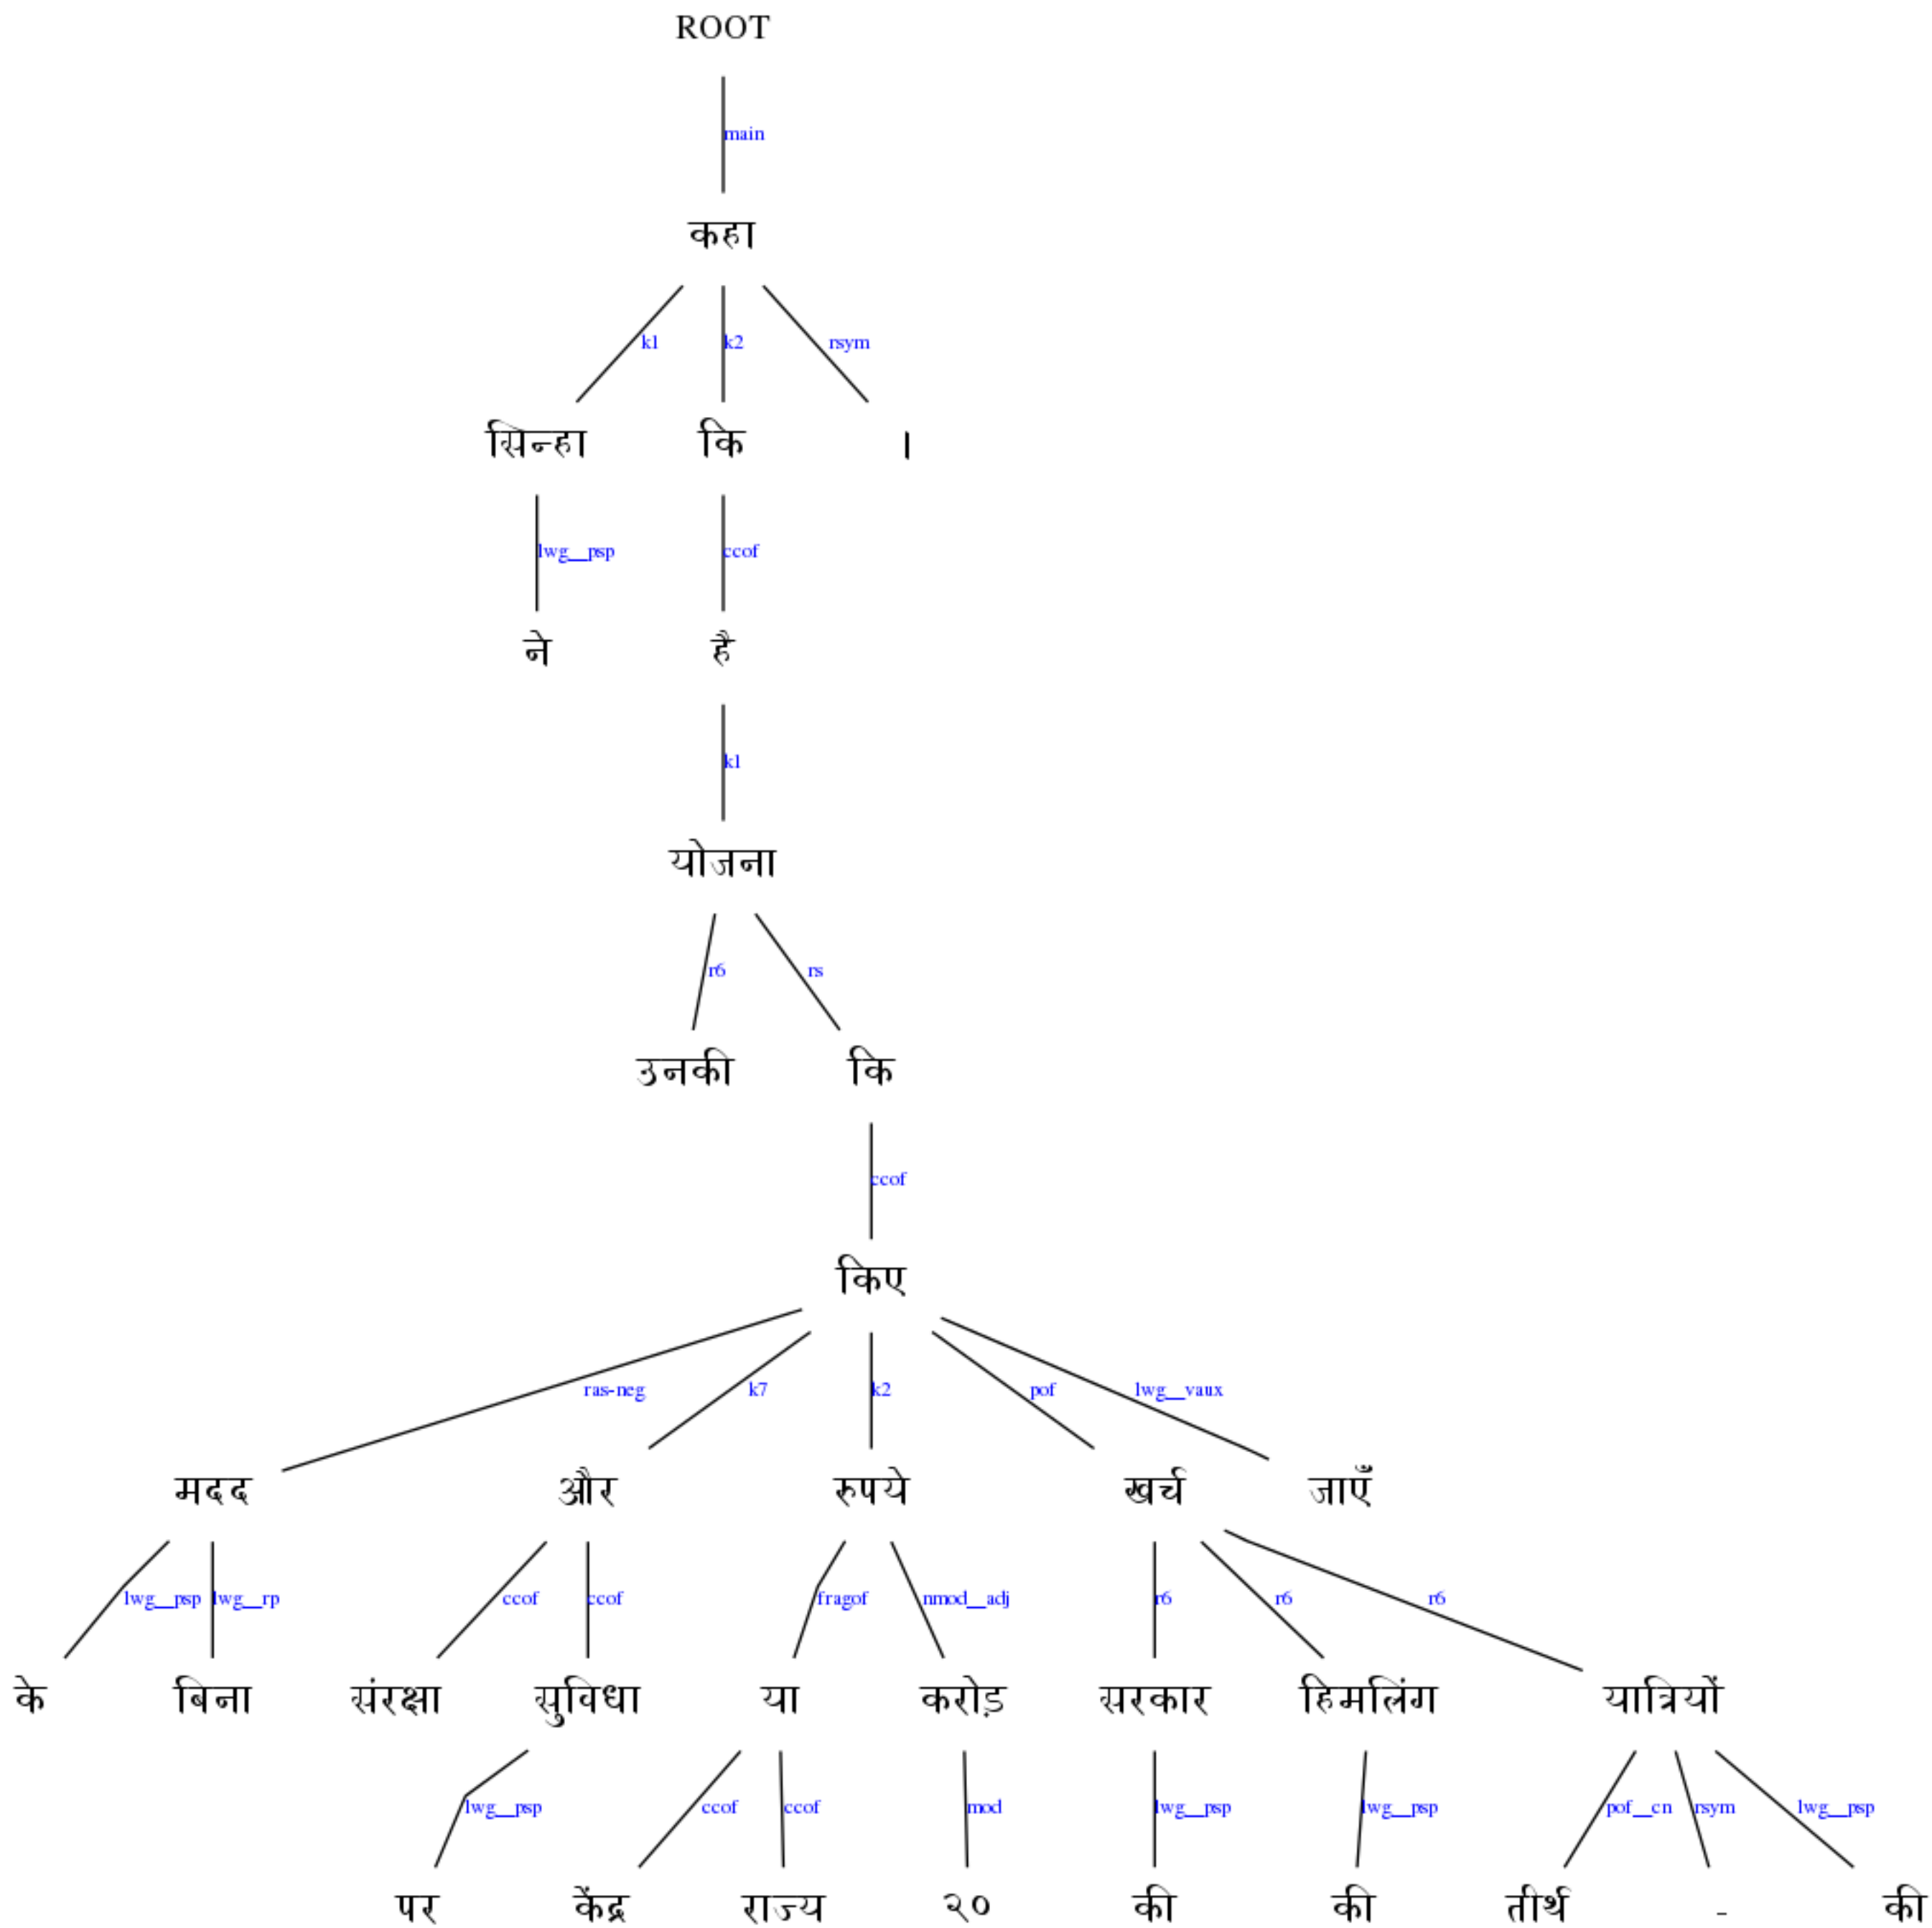 ROOT
main
कहा
k1 k2 rsym
सिन्हा कि ।
lwg__psp ccof
ने है
k1
योजना
r6 rs
उनकी कि
ccof
किए
ras-neg k7 k2 pof lwg__vaux
मदद और रुपये खर्च जाएँ
lwg__psp lwg__rp ccof ccof fragof nmod__adj r6 r6 r6
के बिना संरक्षा सुविधा या करोड़ सरकार हिमलिंग यात्रियों
lwg__psp ccof ccof mod lwg__psp lwg__psp pof__cn rsym lwg__psp
पर केंद्र राज्य २० की की तीर्थ - की